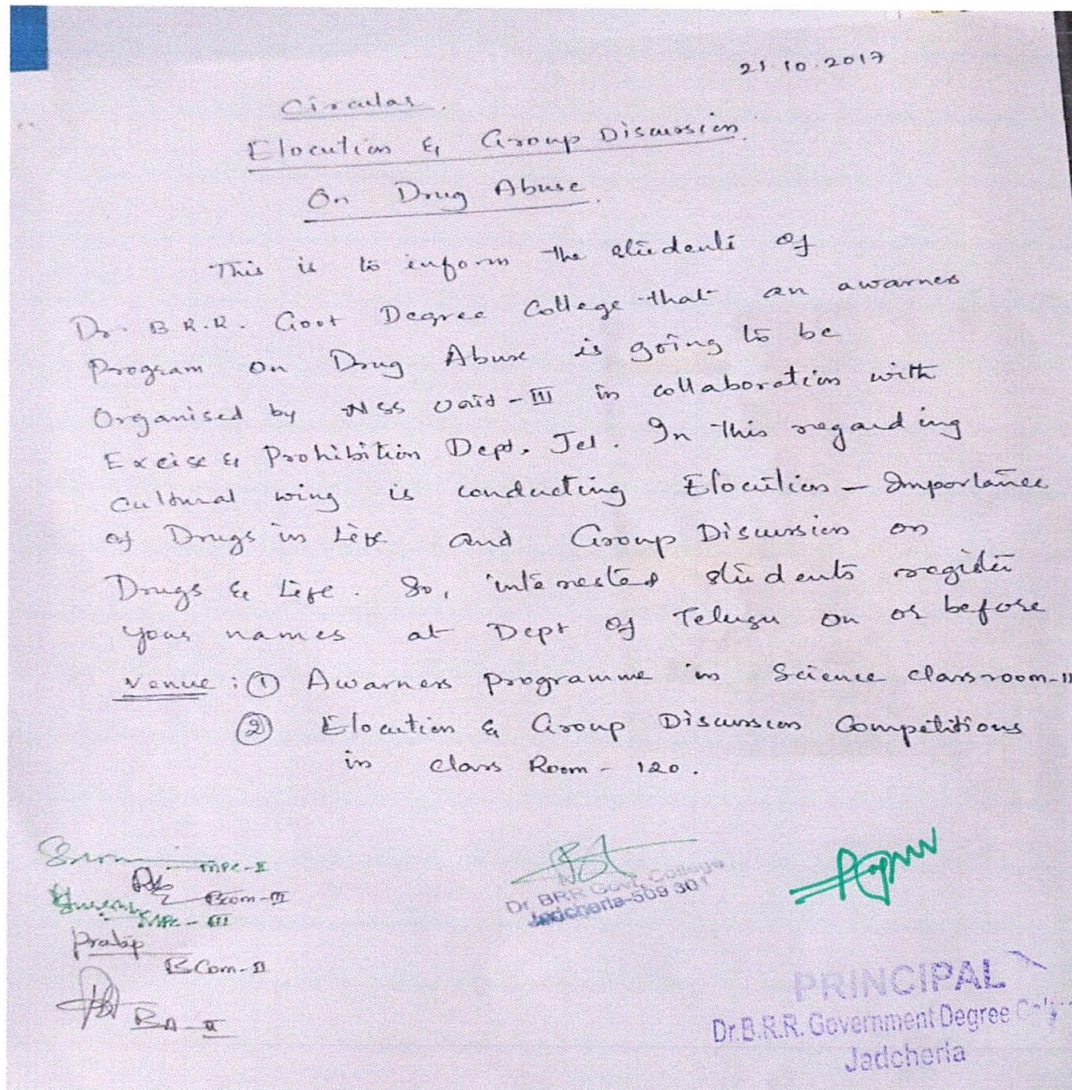 21.10.2017
Circular.
Elocution & Group Discussion.
On Drug Abuse.
This is to inform the students of
Dr. B R.R. Govt Degree College that an awarness
Program on Drug Abuse is going to be
Organised by NSS Unit-III in collaboration with
Excise & Prohibition Dept, Jcl. In this regarding
Cultural wing is conducting Elocution - Importance
of Drugs in Life and Group Discussion on
Drugs & Life. So, interested students register
your names at Dept of Telugu on or before
Venue : ① Awarness programme in Science classroom-II
② Elocution & Group Discussion Competitions
in class Room - 120.
MPC-II
Bcom-III
MPC-III
Pratap
B.Com-II
BA-II
Dr BRR Govt. College
Jadcherla-509 301
PRINCIPAL
Dr.B.R.R. Government Degree
Jadcherla